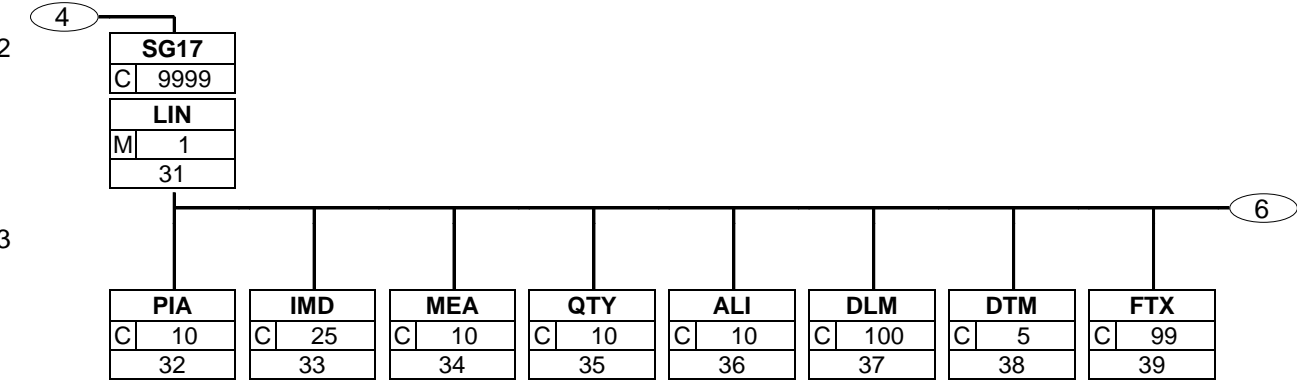 4
2
SG17
C 9999
LIN
M 1
31
6
3
PIA IMD MEA QTY ALI DLM DTM FTX
C 10 C 25 C 10 C 10 C 10 C 100 C 5 C 99
32 33 34 35 36 37 38 39